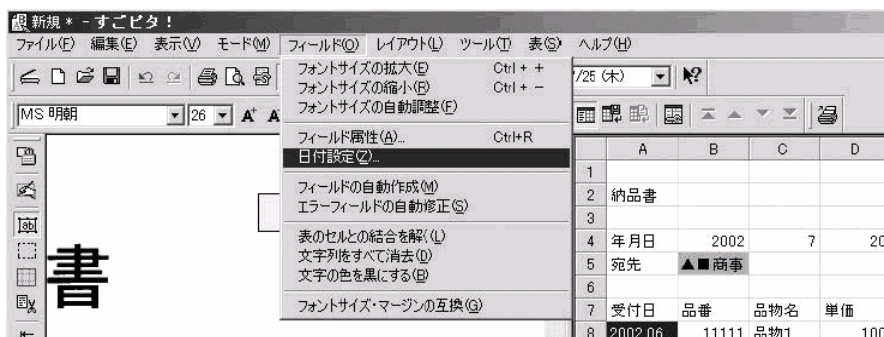 新規 * - すごピタ！
ファイル(F) 編集(E) 表示(V) モード(M) フィールド(O) レイアウト(L) ツール(T) 表(S) ヘルプ(H)
フォントサイズの拡大(E) Ctrl + +
フォントサイズの縮小(R) Ctrl + -
フォントサイズの自動調整(F)
フィールド属性(A)... Ctrl+R
日付設定(Z)...
フィールドの自動作成(M)
エラーフィールドの自動修正(S)
表のセルとの結合を解く(L)
文字列をすべて消去(D)
文字の色を黒にする(B)
フォントサイズ・マージンの互換(G)
/25 (木)
MS 明朝 26 A A
書
A B C D
1
2 納品書
3
4 年月日 2002 7 20
5 宛先 ▲■商事
6
7 受付日 品番 品物名 単価
8 2002.06 11111 品物1 100